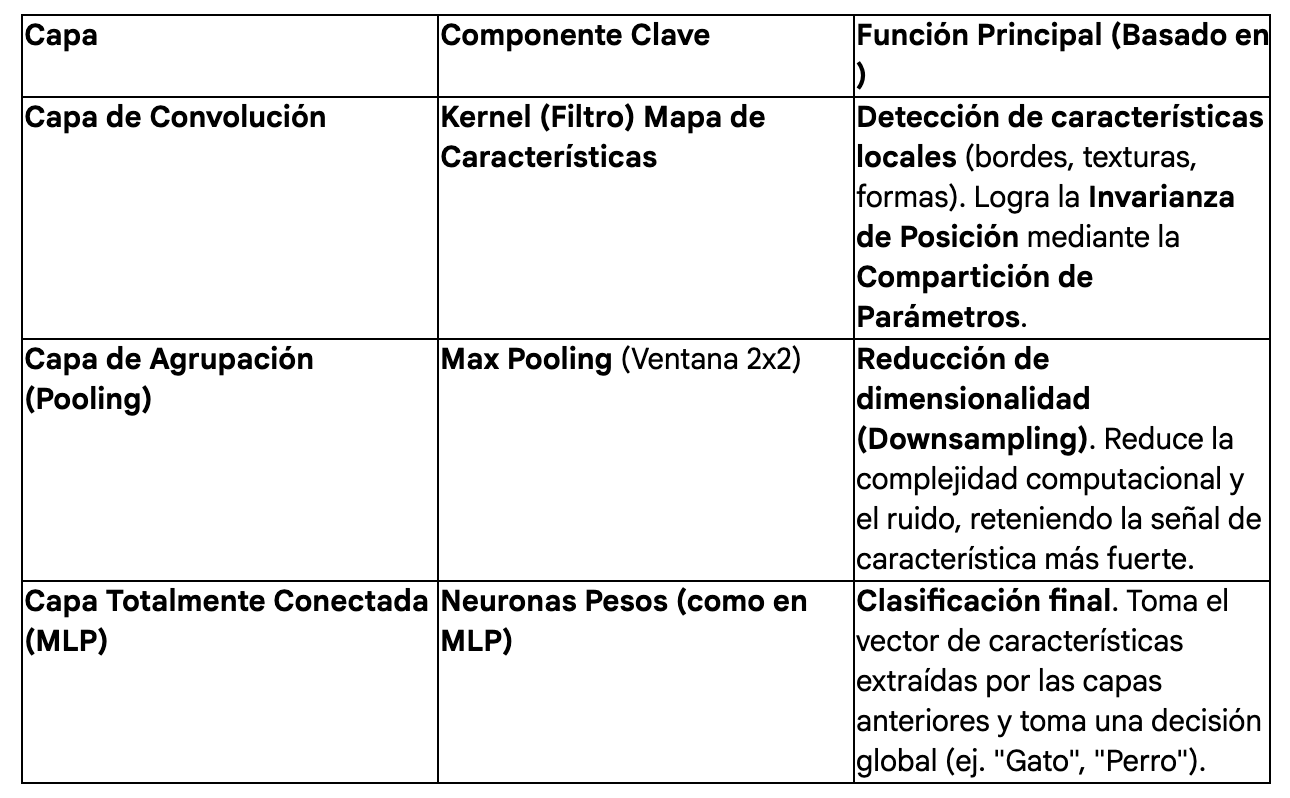 Capa
Componente Clave
Función Principal (Basado en
)
Capa de Convolución
Kernel (Filtro) Mapa de
Características
Detección de características
locales (bordes, texturas,
formas). Logra la Invarianza
de Posición mediante la
Compartición de
Parámetros.
Capa de Agrupación
(Pooling)
Max Pooling (Ventana 2x2)
Reducción de
dimensionalidad
(Downsampling). Reduce la
complejidad computacional y
el ruido, reteniendo la señal de
característica más fuerte.
Capa Totalmente Conectada
(MLP)
Neuronas Pesos (como en
MLP)
Clasificación final. Toma el
vector de características
extraídas por las capas
anteriores y toma una decisión
global (ej. "Gato", "Perro").